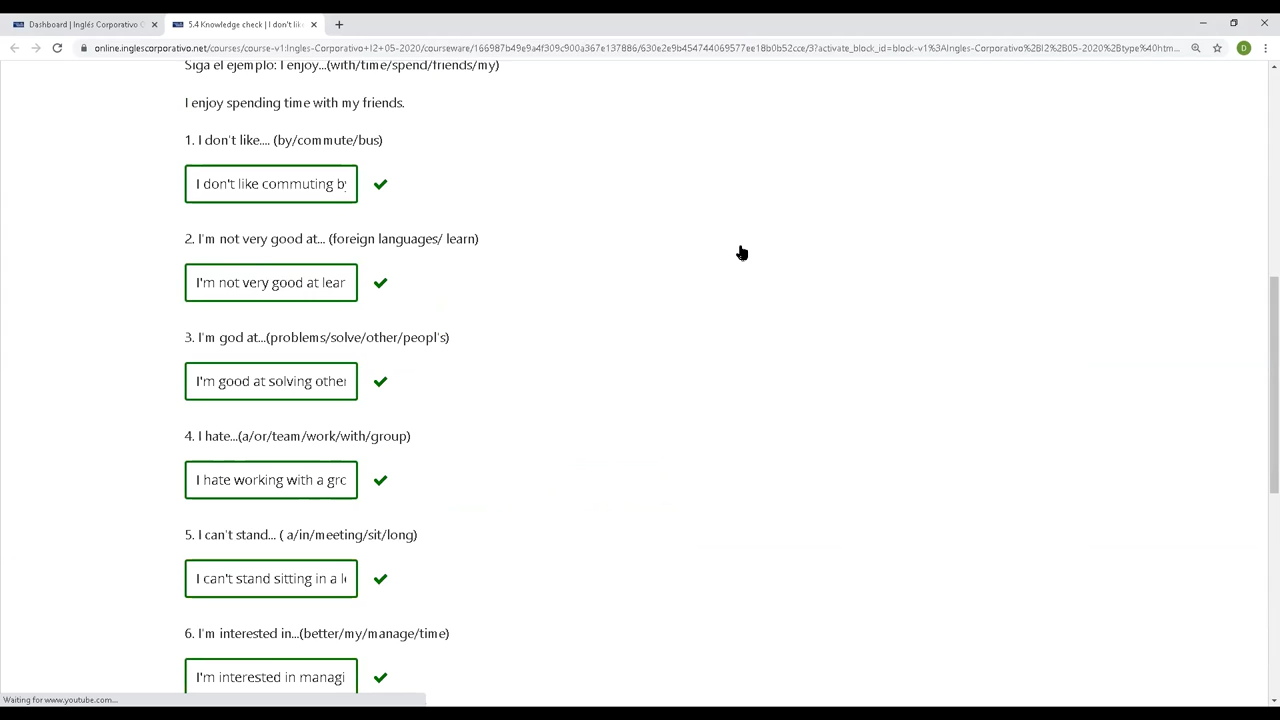 Dashboard | Inglés Corporativo
5.4 Knowledge check | I don't
online.inglescorporativo.net/courses/course-v1:Ingles-Corporativo+I2+05-2020/courseware/166987b49e9a4f309c900a367e137886/630e2e9b4547440b9577ee18b0b52cce/3?activate_block_id=block-v1%3AIngles-Corporativo%2BI2%2B05-2020%2Btype%40htm...
D
Siga el ejemplo: I enjoy...(with/time/spend/friends/my)
I enjoy spending time with my friends.
1. I don't like.... (by/commute/bus)
I don't like commuting by
2. I'm not very good at... (foreign languages/ learn)
I'm not very good at lear
3. I'm god at...(problems/solve/other/peopl's)
I'm good at solving other
4. I hate...(a/or/team/work/with/group)
I hate working with a gro
5. I can't stand... ( a/in/meeting/sit/long)
I can't stand sitting in a l
6. I'm interested in...(better/my/manage/time)
I'm interested in managi
Waiting for www.youtube.com...